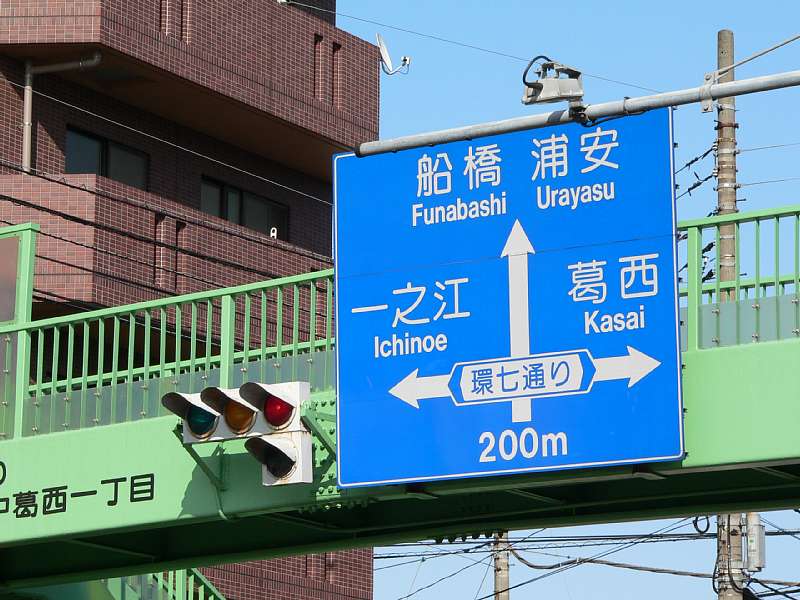 船橋 浦安
Funabashi Urayasu
一之江
Ichinoe
葛西
Kasai
環七通り
200m
中葛西一丁目